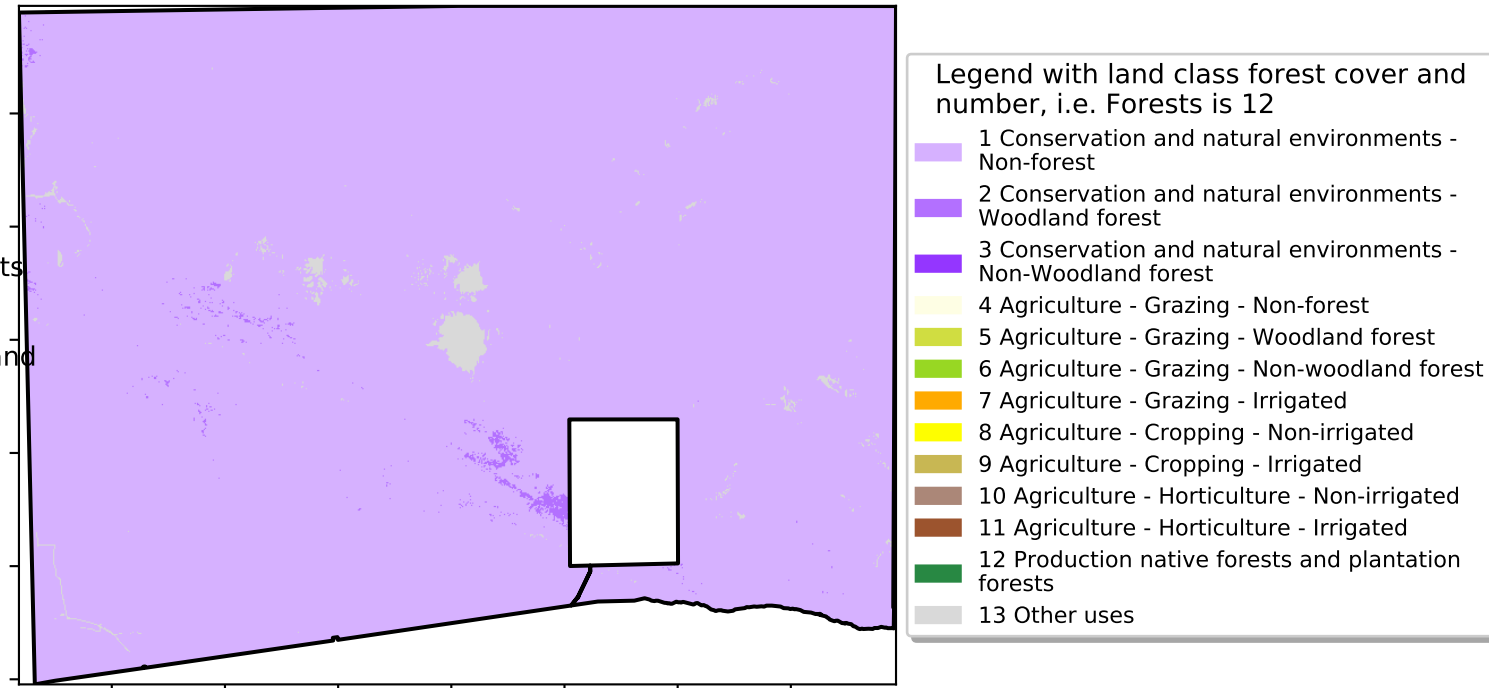 ts
and
Legend with land class forest cover and
number, i.e. Forests is 12
1 Conservation and natural environments -
Non-forest
2 Conservation and natural environments -
Woodland forest
3 Conservation and natural environments -
Non-Woodland forest
4 Agriculture - Grazing - Non-forest
5 Agriculture - Grazing - Woodland forest
6 Agriculture - Grazing - Non-woodland forest
7 Agriculture - Grazing - Irrigated
8 Agriculture - Cropping - Non-irrigated
9 Agriculture - Cropping - Irrigated
10 Agriculture - Horticulture - Non-irrigated
11 Agriculture - Horticulture - Irrigated
12 Production native forests and plantation
forests
13 Other uses